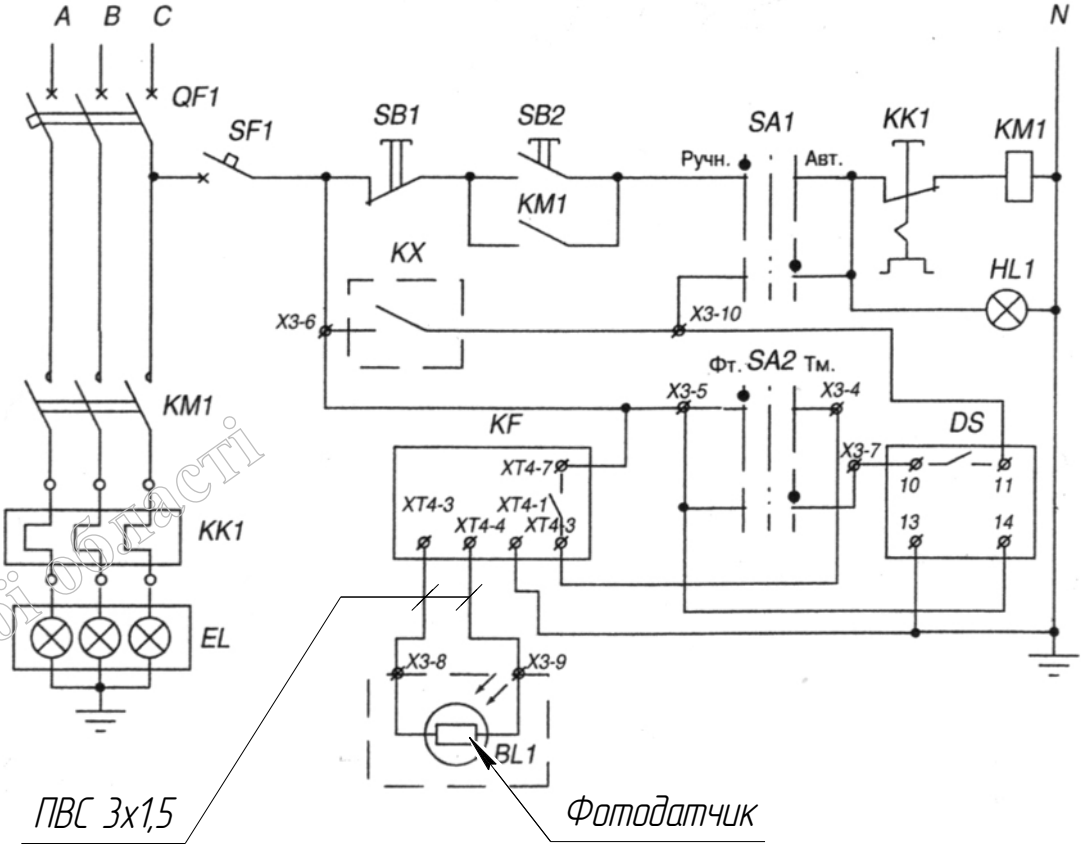 A B C N
QF1
SF1
SB1
SB2
SA1
KK1
KM1
Ручн.
Авт.
KM1
KX
HL1
X3-6
X3-10
Фт. SA2 Тм.
X3-5
X3-4
KM1
KF
DS
XT4-7
X3-7
10
11
XT4-3
XT4-1
XT4-4
XT4-3
13
14
KK1
ої області
EL
X3-8
X3-9
BL1
ПВС 3х1,5
Фотодатчик